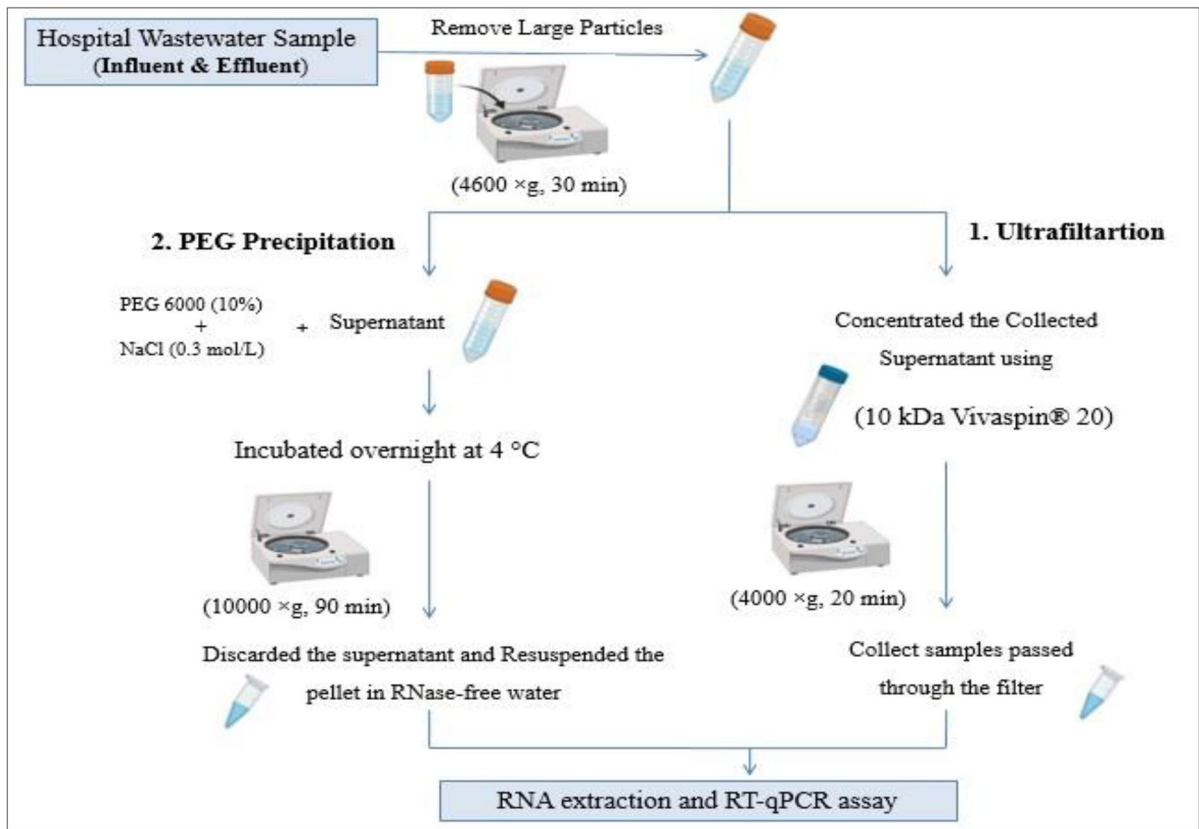 Hospital Wastewater Sample
(Influent & Effluent)
Remove Large Particles
(4600 ×g, 30 min)
2. PEG Precipitation
PEG 6000 (10%)
+
NaCl (0.3 mol/L)
+ Supernatant
Incubated overnight at 4 °C
(10000 ×g, 90 min)
Discarded the supernatant and Resuspended the
pellet in RNase-free water
1. Ultrafiltartion
Concentrated the Collected
Supernatant using
(10 kDa Vivaspin® 20)
(4000 ×g, 20 min)
Collect samples passed
through the filter
RNA extraction and RT-qPCR assay